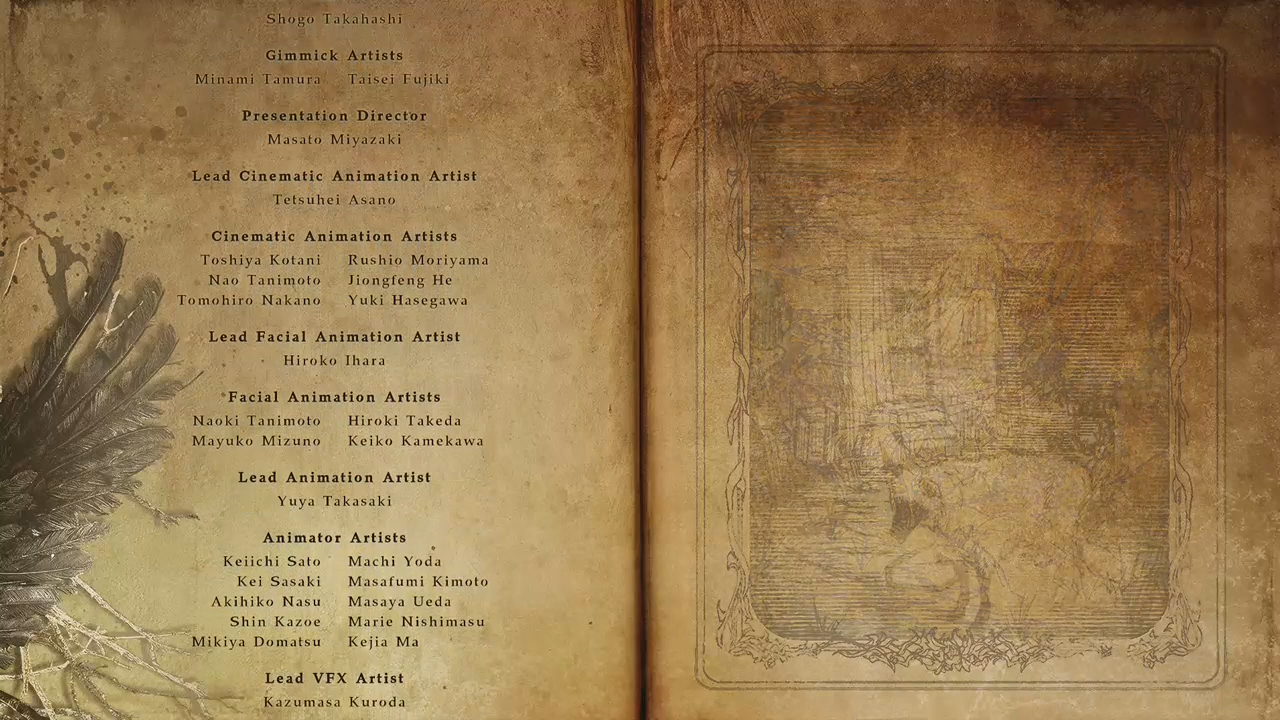 Shogo Takahashi
Gimmick Artists
Minami Tamura Taisei Fujiki
Presentation Director
Masato Miyazaki
Lead Cinematic Animation Artist
Tetsuhei Asano
Cinematic Animation Artists
Toshiya Kotani Rushio Moriyama
Nao Tanimoto Jiongfeng He
Tomohiro Nakano Yuki Hasegawa
Lead Facial Animation Artist
Hiroko Ihara
Facial Animation Artists
Naoki Tanimoto Hiroki Takeda
Mayuko Mizuno Keiko Kamekawa
Lead Animation Artist
Yuya Takasaki
Animator Artists
Keiichi Sato Machi Yoda
Kei Sasaki Masafumi Kimoto
Akihiko Nasu Masaya Ueda
Shin Kazoe Marie Nishimasu
Mikiya Domatsu Kejia Ma
Lead VFX Artist
Kazumasa Kuroda